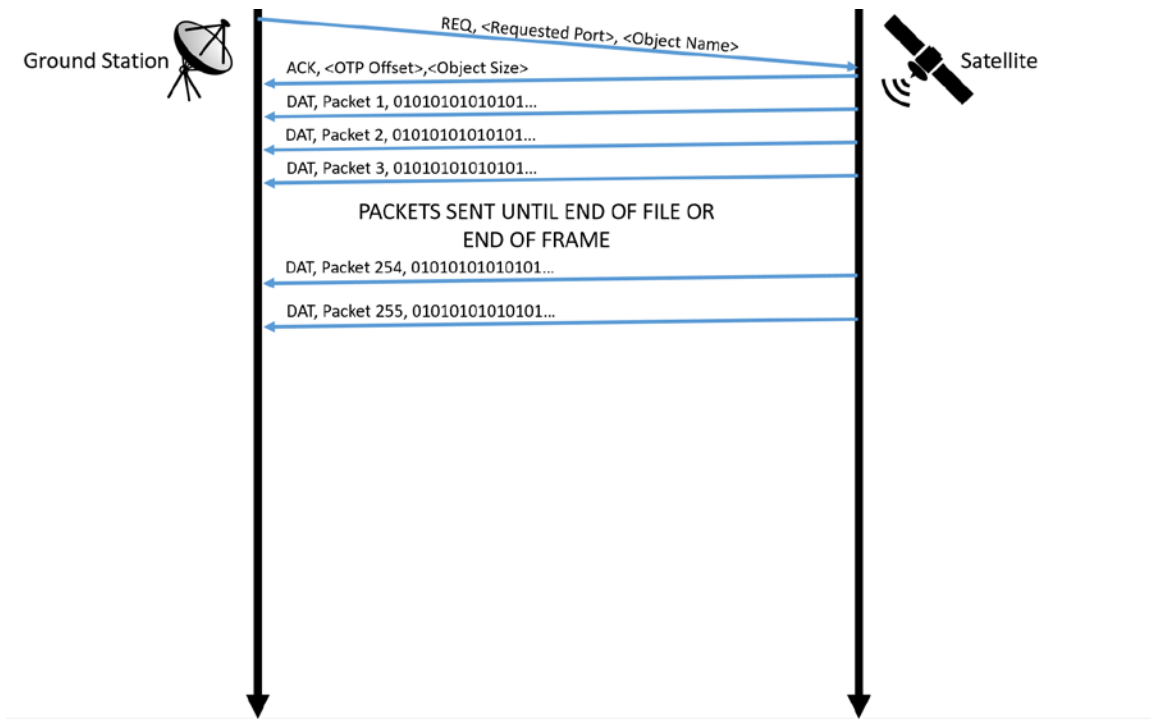 REQ, <Requested Port>, <Object Name>
Ground Station
Satellite
ACK, <OTP Offset>,<Object Size>
DAT, Packet 1, 01010101010101...
DAT, Packet 2, 01010101010101...
DAT, Packet 3, 01010101010101...
PACKETS SENT UNTIL END OF FILE OR
END OF FRAME
DAT, Packet 254, 01010101010101...
DAT, Packet 255, 01010101010101...